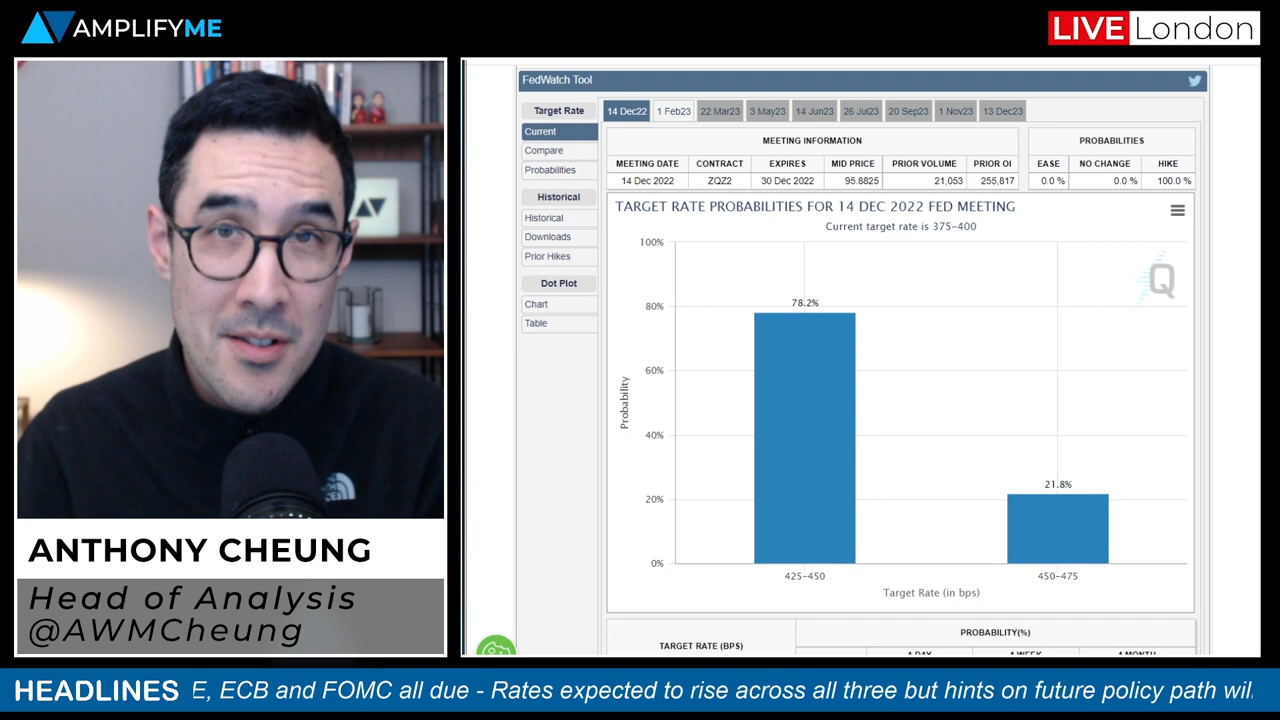 AMPLIFYME
LIVE London
ANTHONY CHEUNG
Head of Analysis
@AWMCheung
FedWatch Tool
Target Rate
Current
Compare
Probabilities
Historical
Historical
Downloads
Prior Hikes
Dot Plot
Chart
Table
14 Dec22 1 Feb23 22 Mar23 3 May23 14 Jun23 26 Jul23 20 Sep23 1 Nov23 13 Dec23
MEETING INFORMATION
MEETING DATE CONTRACT EXPIRES MID PRICE PRIOR VOLUME PRIOR OI
14 Dec 2022 ZQZ2 30 Dec 2022 95.8825 21,053 255,817
PROBABILITIES
EASE NO CHANGE HIKE
0.0 % 0.0 % 100.0 %
TARGET RATE PROBABILITIES FOR 14 DEC 2022 FED MEETING
Current target rate is 375-400
Q
100%
80%
60%
40%
20%
0%
Probability
78.2%
21.8%
425-450 450-475
Target Rate (in bps)
TARGET RATE (BPS)
PROBABILITY(%)
HEADLINES E, ECB and FOMC all due - Rates expected to rise across all three but hints on future policy path wil